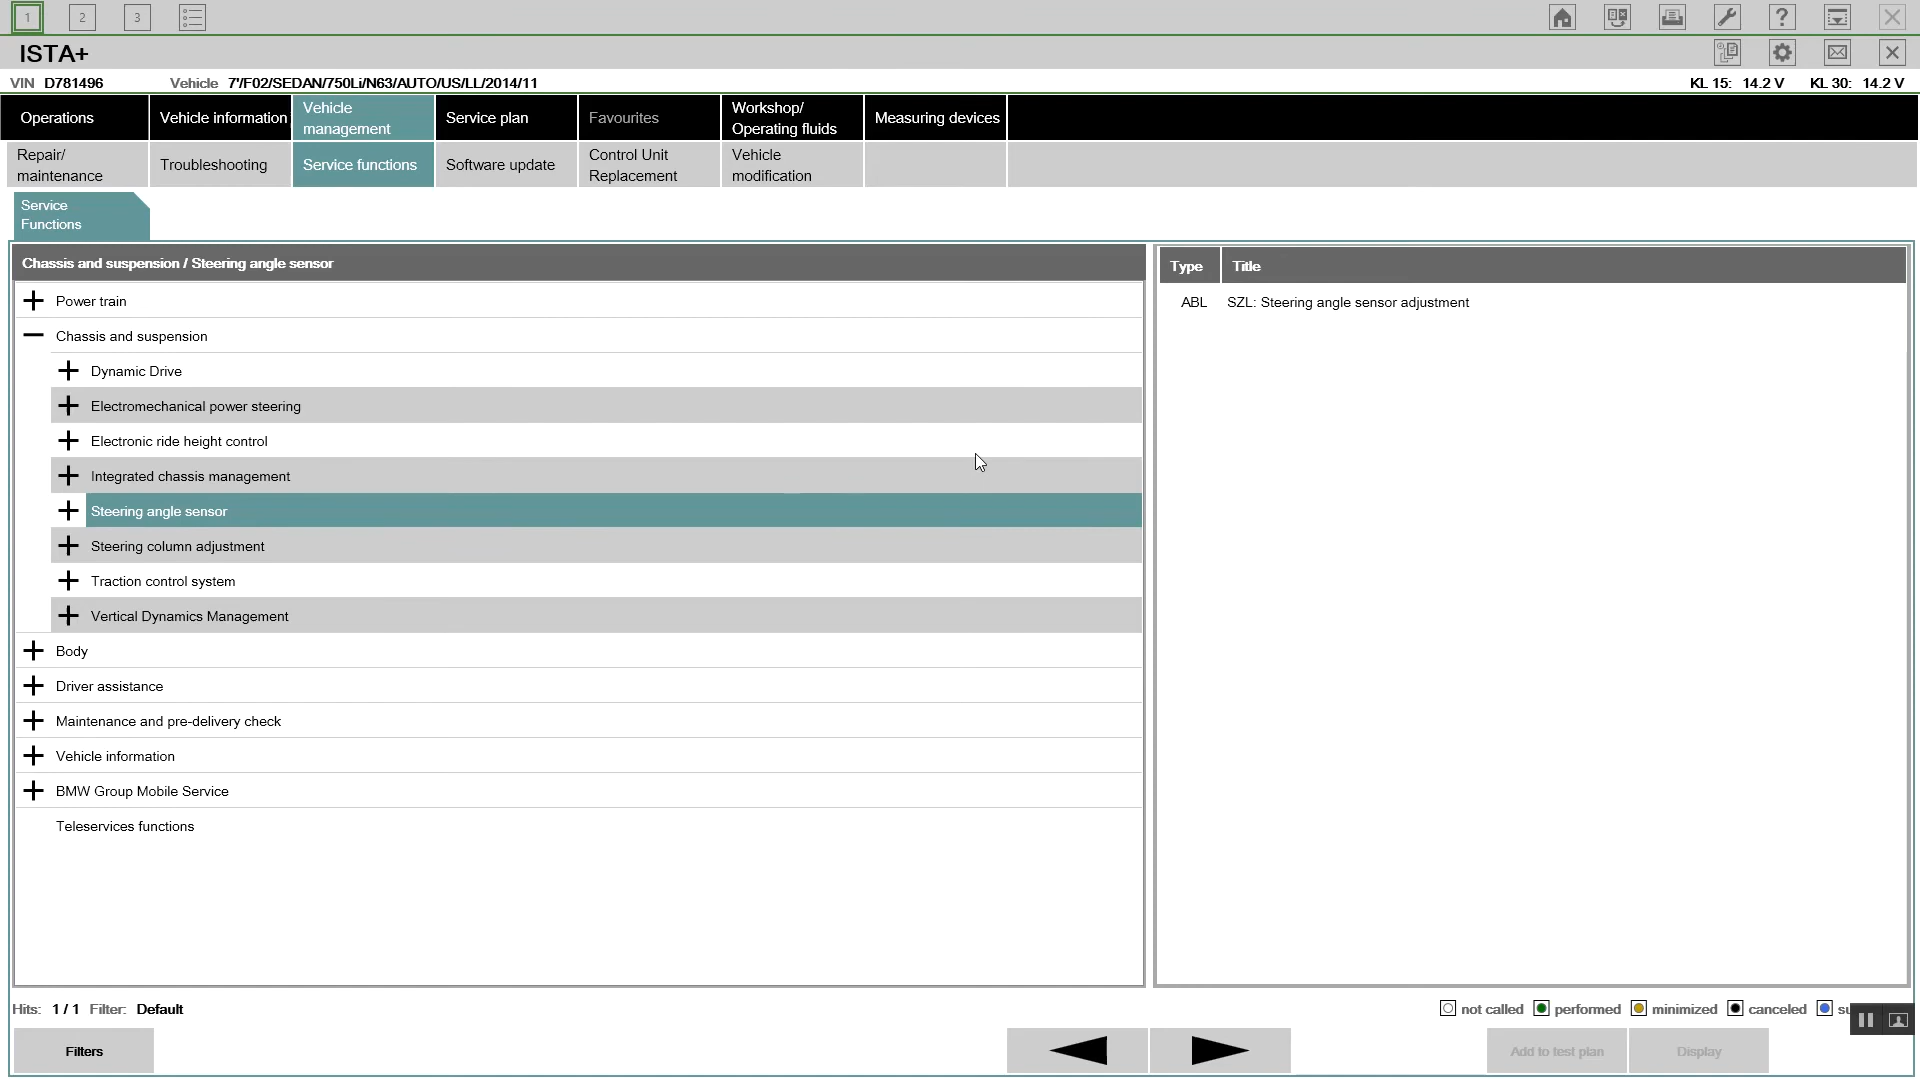 1 2 3
ISTA+
VIN D781496 Vehicle 7'/F02/SEDAN/750Li/N63/AUTO/US/LL/2014/11 KL 15: 14.2 V KL 30: 14.2 V
Operations
Vehicle information
Vehicle
management
Service plan
Favourites
Workshop/
Operating fluids
Measuring devices
Repair/
maintenance
Troubleshooting
Service functions
Software update
Control Unit
Replacement
Vehicle
modification
Service
Functions
Chassis and suspension / Steering angle sensor
Power train
Chassis and suspension
Dynamic Drive
Electromechanical power steering
Electronic ride height control
Integrated chassis management
Steering angle sensor
Steering column adjustment
Traction control system
Vertical Dynamics Management
Body
Driver assistance
Maintenance and pre-delivery check
Vehicle information
BMW Group Mobile Service
Teleservices functions
Type Title
ABL SZL: Steering angle sensor adjustment
Hits: 1 / 1 Filter: Default
not called performed minimized canceled
Filters
Add to test plan
Display